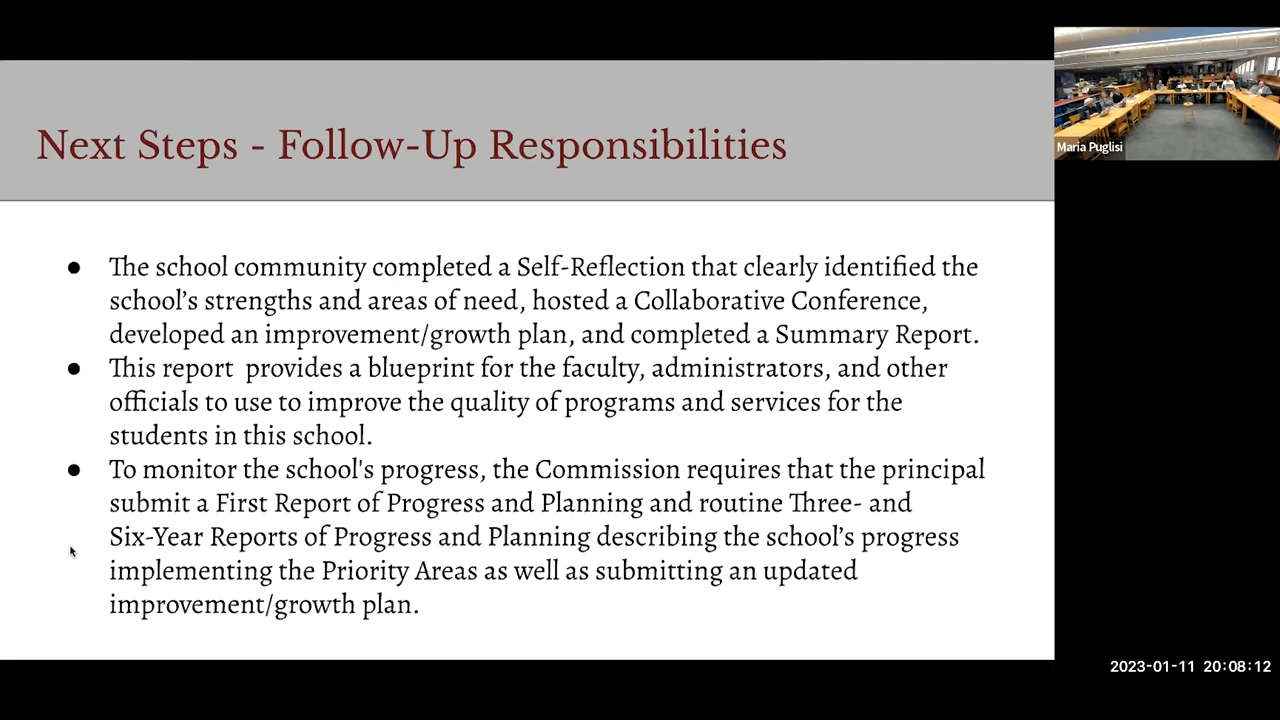 Next Steps - Follow-Up Responsibilities
● The school community completed a Self-Reflection that clearly identified the
school’s strengths and areas of need, hosted a Collaborative Conference,
developed an improvement/growth plan, and completed a Summary Report.
● This report  provides a blueprint for the faculty, administrators, and other
officials to use to improve the quality of programs and services for the
students in this school.
● To monitor the school's progress, the Commission requires that the principal
submit a First Report of Progress and Planning and routine Three- and
Six-Year Reports of Progress and Planning describing the school’s progress
implementing the Priority Areas as well as submitting an updated
improvement/growth plan.
Maria Puglisi
2023-01-11 20:08:12